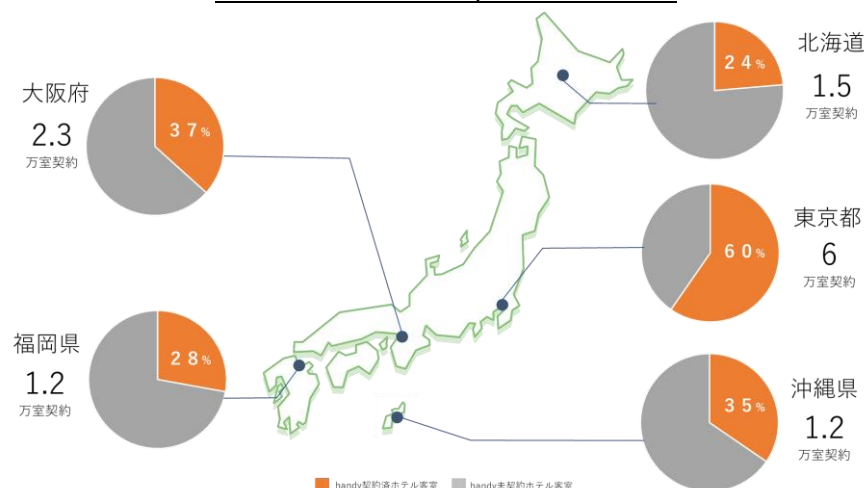 北海道
1.5
万室契約
24%
大阪府
2.3
万室契約
37%
東京都
6
万室契約
60%
福岡県
1.2
万室契約
28%
沖縄県
1.2
万室契約
35%
handy契約済ホテル客室
handy未契約ホテル客室